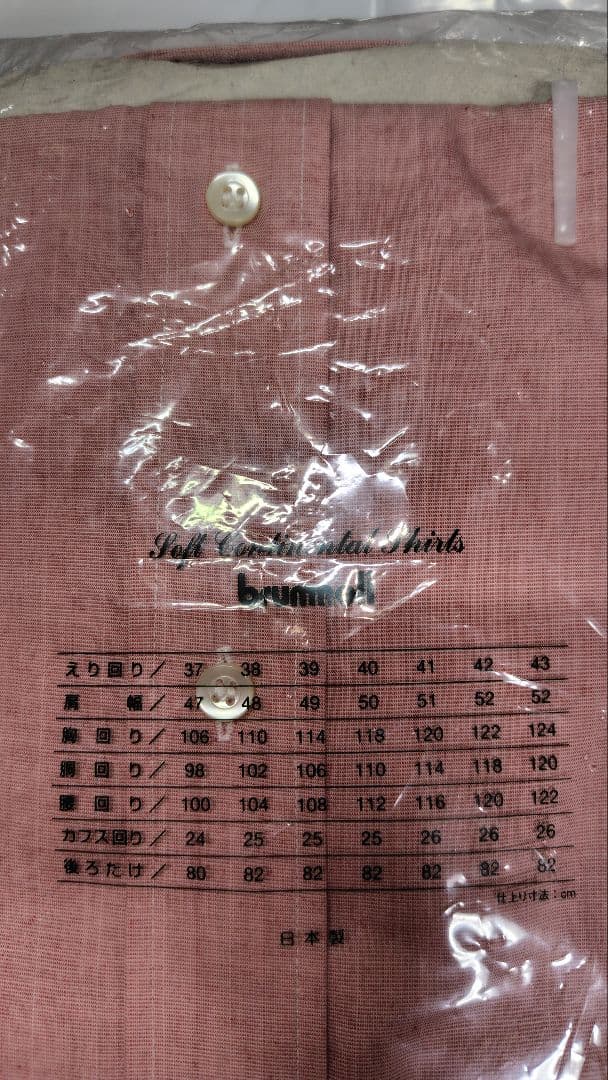 Soft Continental Shirts
brummell
えり回り／ 37 38 39 40 41 42 43
肩幅／ 47 48 49 50 51 52 52
胸回り／ 106 110 114 118 120 122 124
胴回り／ 98 102 106 110 114 118 120
腰回り／ 100 104 108 112 116 120 122
カフス回り／ 24 25 25 25 26 26 26
後ろたけ／ 80 82 82 82 82 82 82
仕上り寸法：cm
日本製